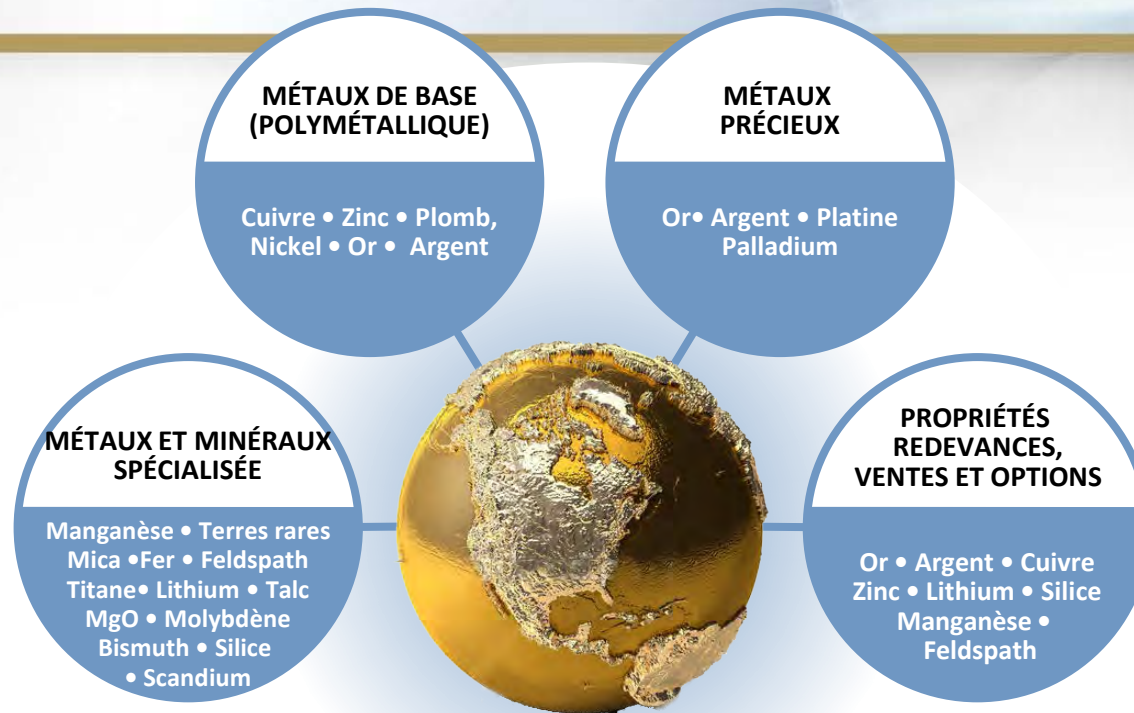 MÉTAUX DE BASE
(POLYMÉTALLIQUE)
Cuivre • Zinc • Plomb,
Nickel • Or • Argent
MÉTAUX
PRÉCIEUX
Or• Argent • Platine
Palladium
MÉTAUX ET MINÉRAUX
SPÉCIALISÉE
Manganèse • Terres rares
Mica •Fer • Feldspath
Titane• Lithium • Talc
MgO • Molybdène
Bismuth • Silice
• Scandium
PROPRIÉTÉS
REDEVANCES,
VENTES ET OPTIONS
Or • Argent • Cuivre
Zinc • Lithium • Silice
Manganèse •
Feldspath